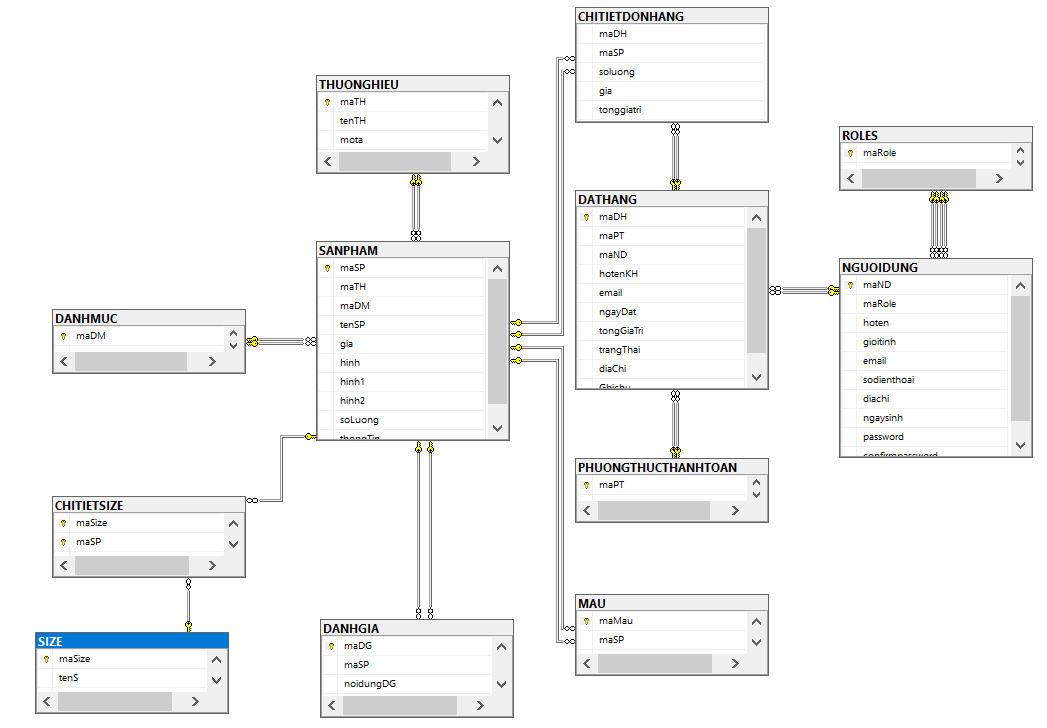 CHITIETDONHANG
maDH
maSP
soluong
gia
tonggiatri
THUONGHIEU
maTH
tenTH
mota
ROLES
maRole
DATHANG
maDH
maPT
maND
hotenKH
email
ngayDat
tongGiaTri
trangThai
diaChi
Ghichu
SANPHAM
maSP
maTH
maDM
tenSP
gia
hinh
hinh1
hinh2
soLuong
thongTin
NGUOIDUNG
maND
maRole
hoten
gioitinh
email
sodienthoai
diachi
ngaysinh
password
confirmpassword
DANHMUC
maDM
PHUONGTHUCTHANHTOAN
maPT
CHITIETSIZE
maSize
maSP
MAU
maMau
maSP
DANHGIA
maDG
maSP
noidungDG
SIZE
maSize
tenS